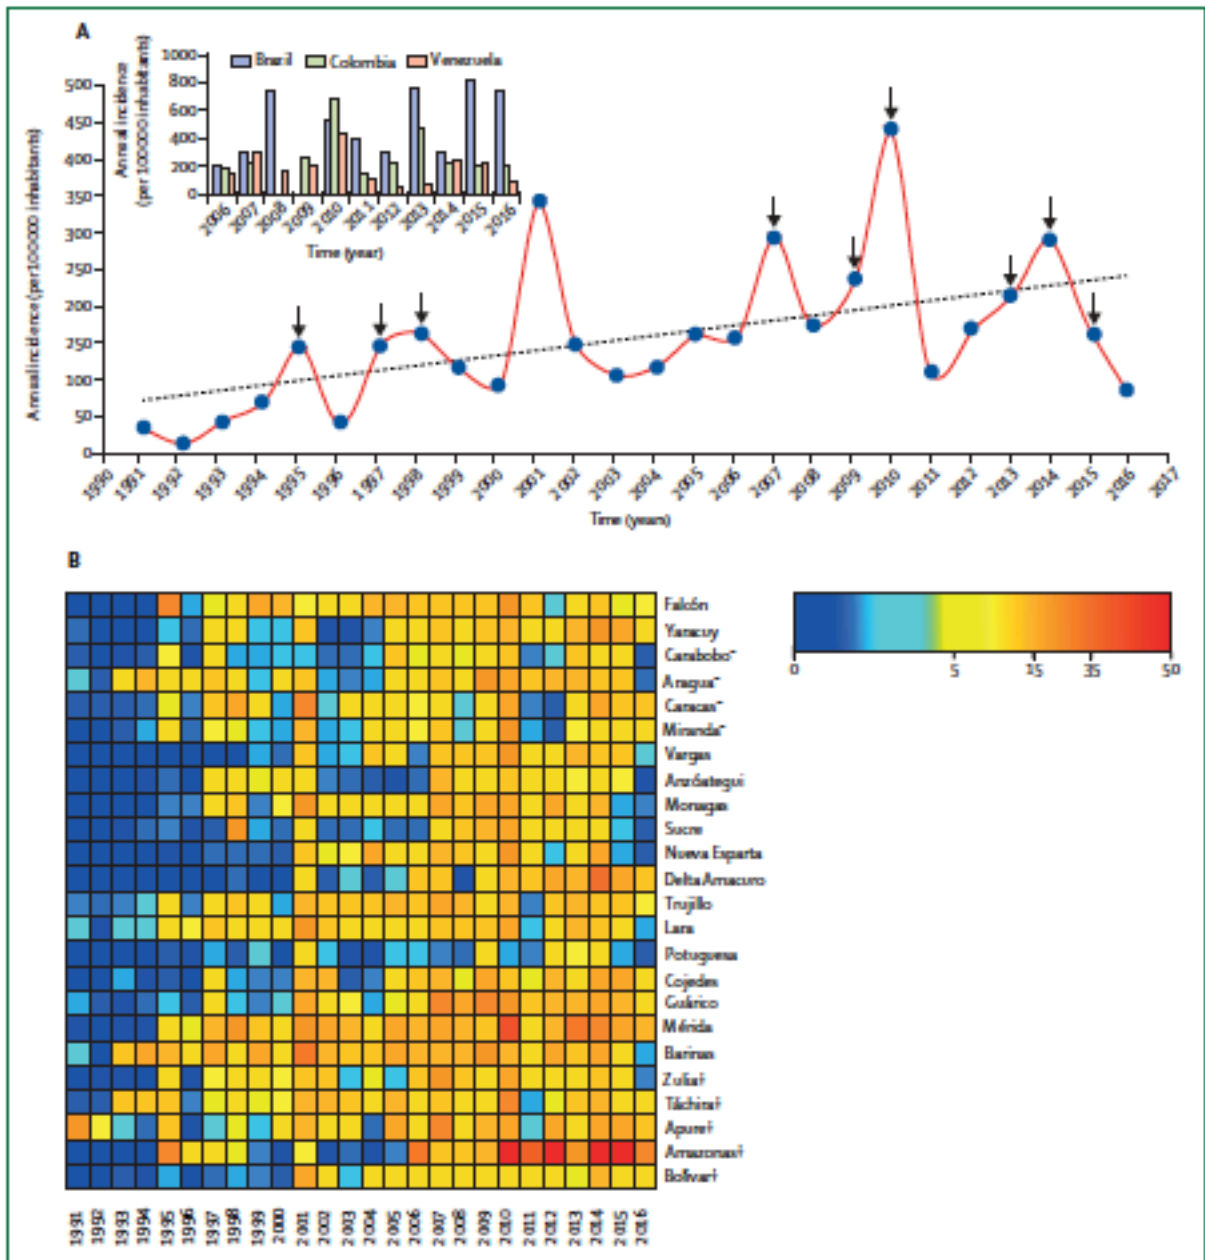 A
Annual incidence
(per 100 000 inhabitants)
1000
800
600
400
200
0
Brazil Colombia Venezuela
2006 2007 2008 2009 2010 2011 2012 2013 2014 2015 2016
Time (year)
Annual incidence (per 100 000 inhabitants)
500
450
400
350
300
250
200
150
100
50
0
1990 1991 1992 1993 1994 1995 1996 1997 1998 1999 2000 2001 2002 2003 2004 2005 2006 2007 2008 2009 2010 2011 2012 2013 2014 2015 2016 2017
Time (years)
B
Falcón
Yaracuy
Carabobo*
Aragua*
Caracas*
Miranda*
Vargas
Anzóategui
Monagas
Sucre
Nueva Esparta
Delta Amacuro
Trujillo
Lara
Potuguesa
Cojedes
Guárico
Mérida
Barinas
Zulia†
Táchira†
Apure†
Amazonas†
Bolívar†
0 5 15 35 50
1991 1992 1993 1994 1995 1996 1997 1998 1999 2000 2001 2002 2003 2004 2005 2006 2007 2008 2009 2010 2011 2012 2013 2014 2015 2016